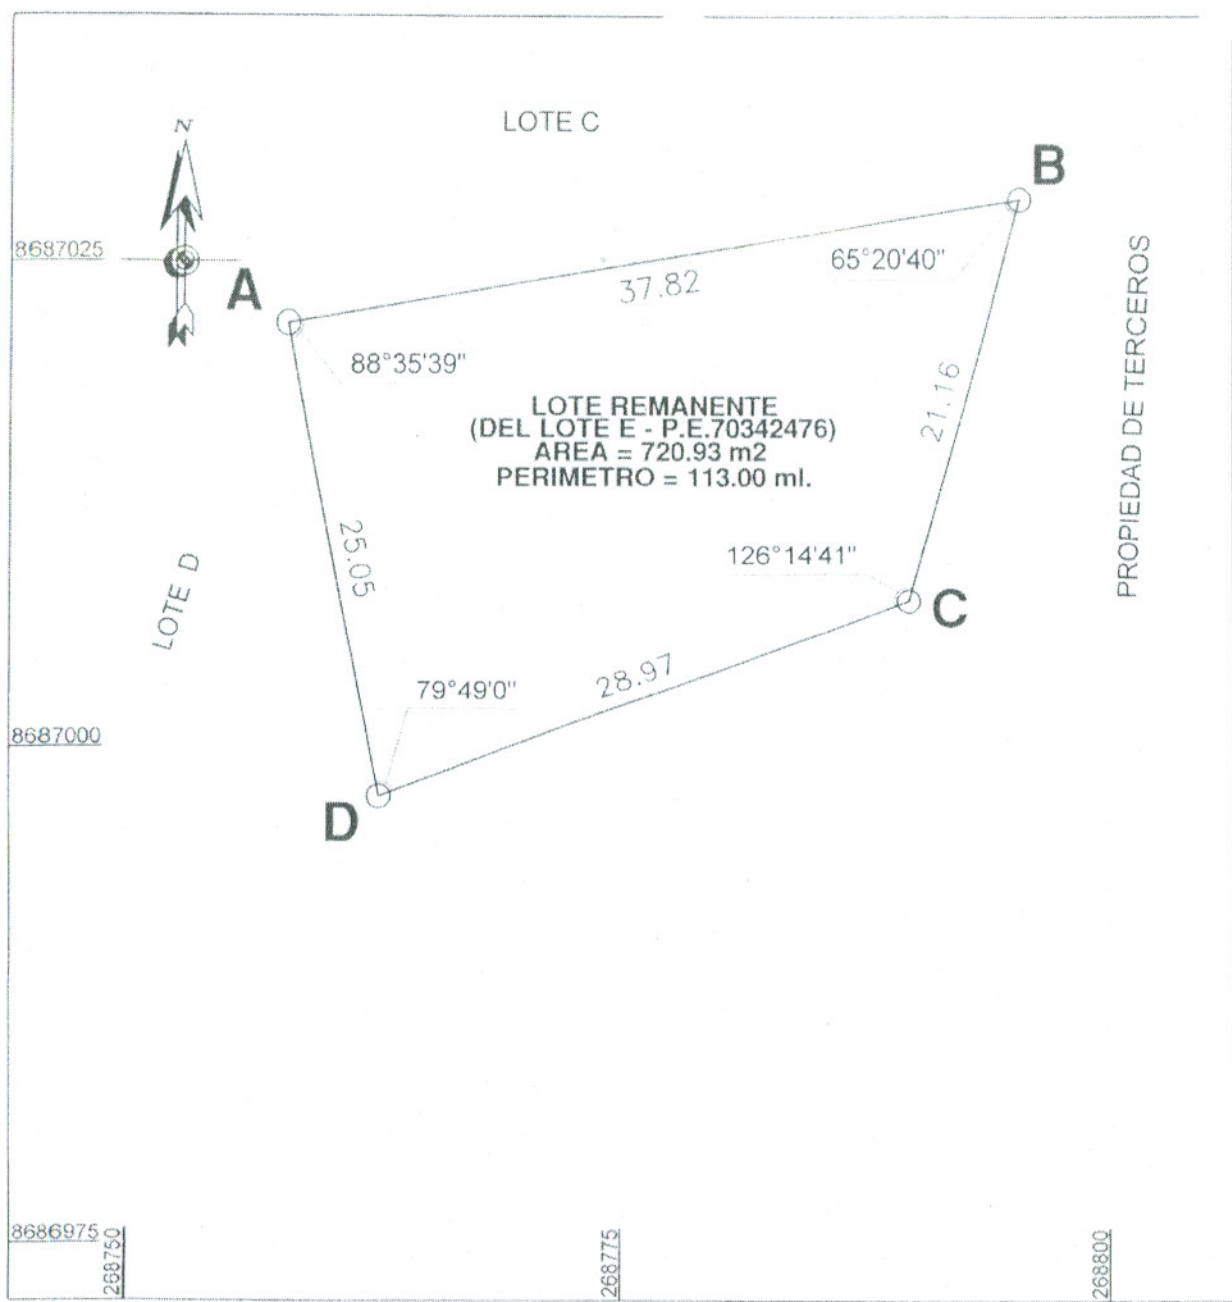 LOTE C
N
B
8687025
65°20'40"
A
37.82
88°35'39"
PROPIEDAD DE TERCEROS
LOTE REMANENTE
(DEL LOTE E - P.E.70342476)
AREA = 720.93 m2
PERIMETRO = 113.00 ml.
21.16
25.05
126°14'41"
LOTE D
C
28.97
79°49'0"
8687000
D
8686975
268750
268775
268800